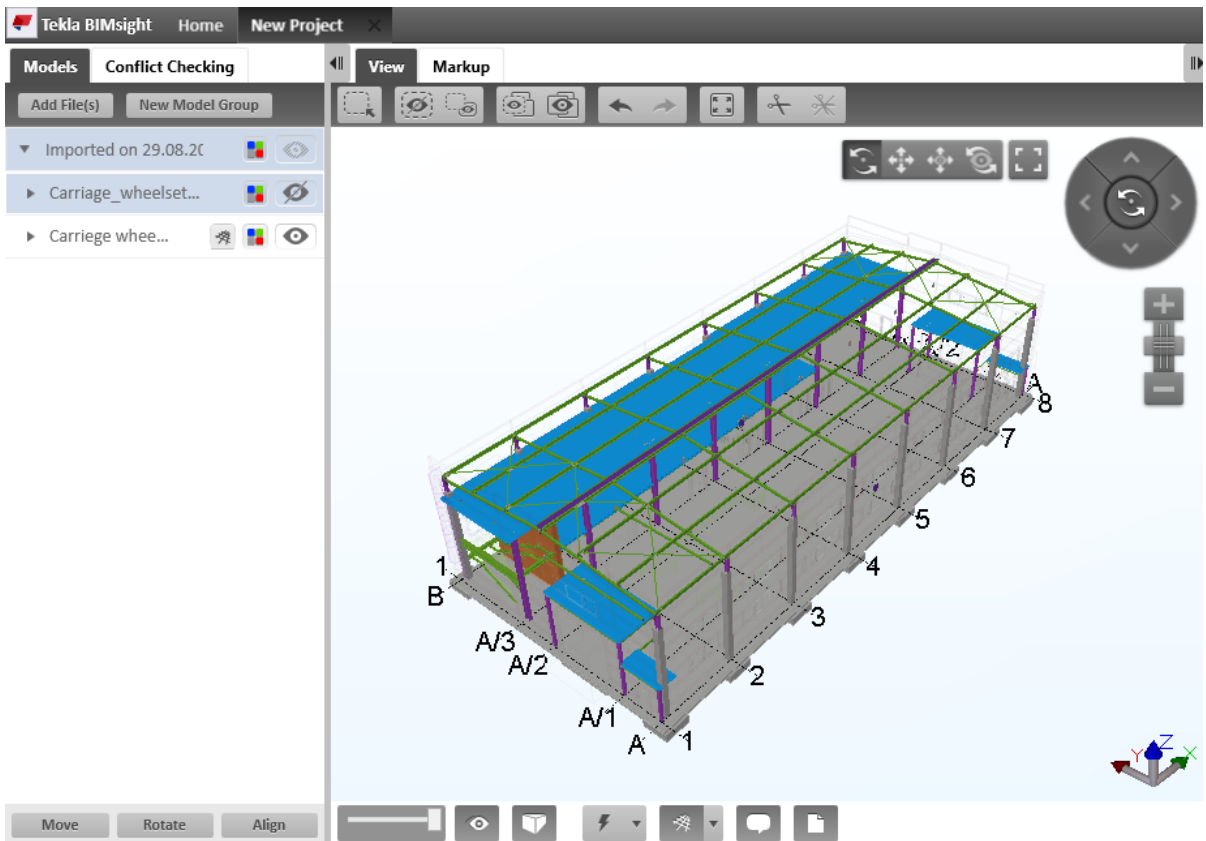 Tekla BIMsight Home New Project
Models Conflict Checking View Markup
Add File(s) New Model Group
Imported on 29.08.20
Carriage_wheelset...
Carriege whee...
A
8
7
6
5
4
3
2
1
1
B
A/3
A/2
A/1
A
Z
Y X
Move Rotate Align